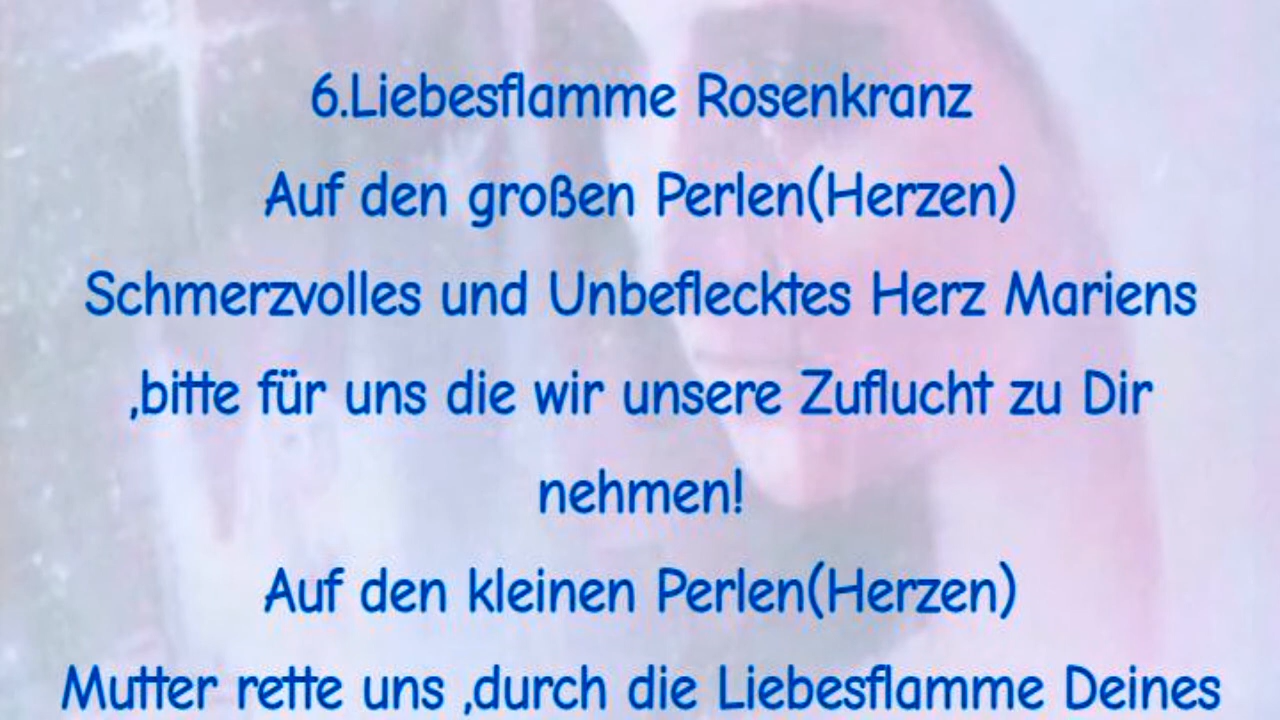 6.Liebesflamme Rosenkranz
Auf den großen Perlen(Herzen)
Schmerzvolles und Unbeflecktes Herz Mariens
,bitte für uns die wir unsere Zuflucht zu Dir
nehmen!
Auf den kleinen Perlen(Herzen)
Mutter rette uns ,durch die Liebesflamme Deines